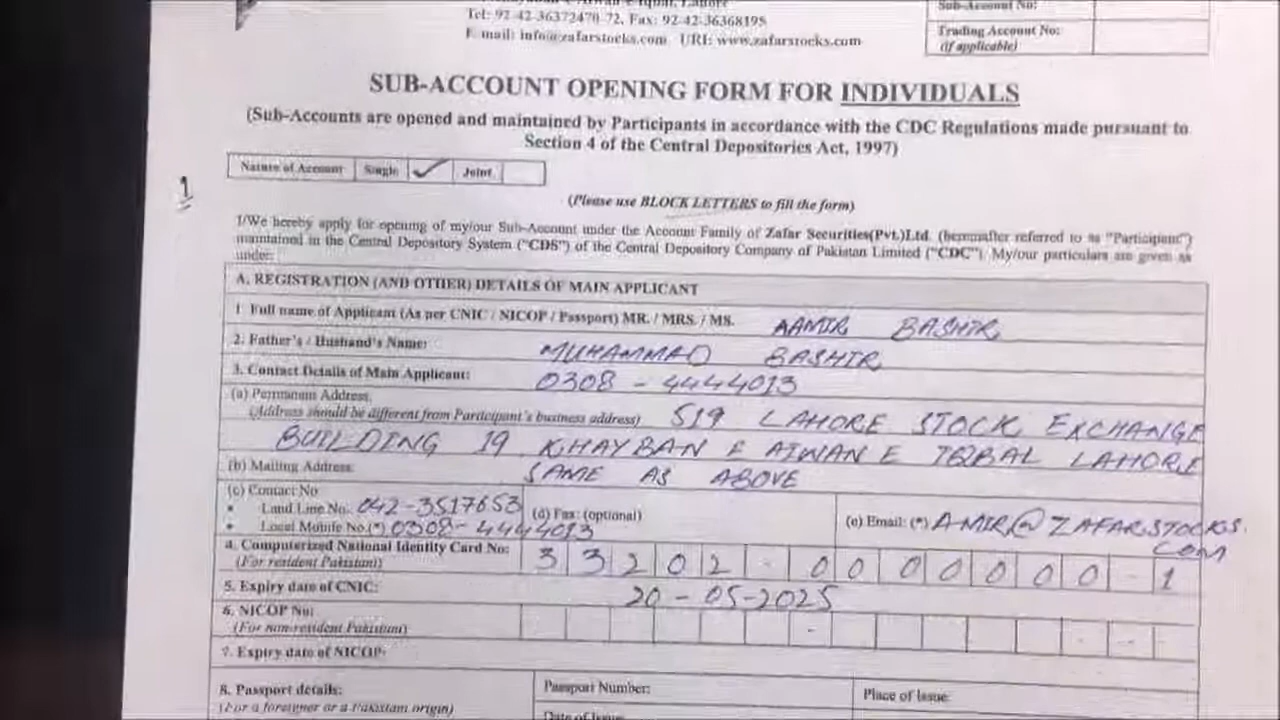 Lahore
Tel: 92-42-36372470-72, Fax: 92-42-36368195
E-mail: info@zafarstocks.com URL: www.zafarstocks.com
Sub-Account No:
Trading Account No:
(if applicable)
SUB-ACCOUNT OPENING FORM FOR INDIVIDUALS
(Sub-Accounts are opened and maintained by Participants in accordance with the CDC Regulations made pursuant to
Section 4 of the Central Depositories Act, 1997)
Nature of Account Single ✓ Joint
1
(Please use BLOCK LETTERS to fill the form)
I/We hereby apply for opening of my/our Sub-Account under the Account Family of Zafar Securities(Pvt.)Ltd. (hereinafter referred to as "Participant")
maintained in the Central Depository System ("CDS") of the Central Depository Company of Pakistan Limited ("CDC"). My/our particulars are given as
under:
A. REGISTRATION (AND OTHER) DETAILS OF MAIN APPLICANT
1. Full name of Applicant (As per CNIC / NICOP / Passport) MR. / MRS. / MS. AAMIR BASHIR
2. Father's / Husband's Name: MUHAMMAD BASHIR
3. Contact Details of Main Applicant: 0308 - 4444013
(a) Permanent Address:
(Address should be different from Participant's business address) 519 LAHORE STOCK EXCHANGE
BUILDING 19 KHAYBAN E AIWAN E IQBAL LAHORE
(b) Mailing Address: SAME AS ABOVE
(c) Contact No
• Land Line No: 042-3517653 (d) Fax: (optional) (e) Email: (*) AMIR@ZAFARSTOCKS.
• Local Mobile No.(*) 0308-4444013 COM
4. Computerized National Identity Card No: 3 3 2 0 2 - 0 0 0 0 0 0 0 - 1
(For resident Pakistani)
5. Expiry date of CNIC: 20-05-2025
6. NICOP No:
(For non-resident Pakistani) - -
7. Expiry date of NICOP:
8. Passport details: Passport Number: Place of Issue:
(For a foreigner or a Pakistani origin) Date of Issue: